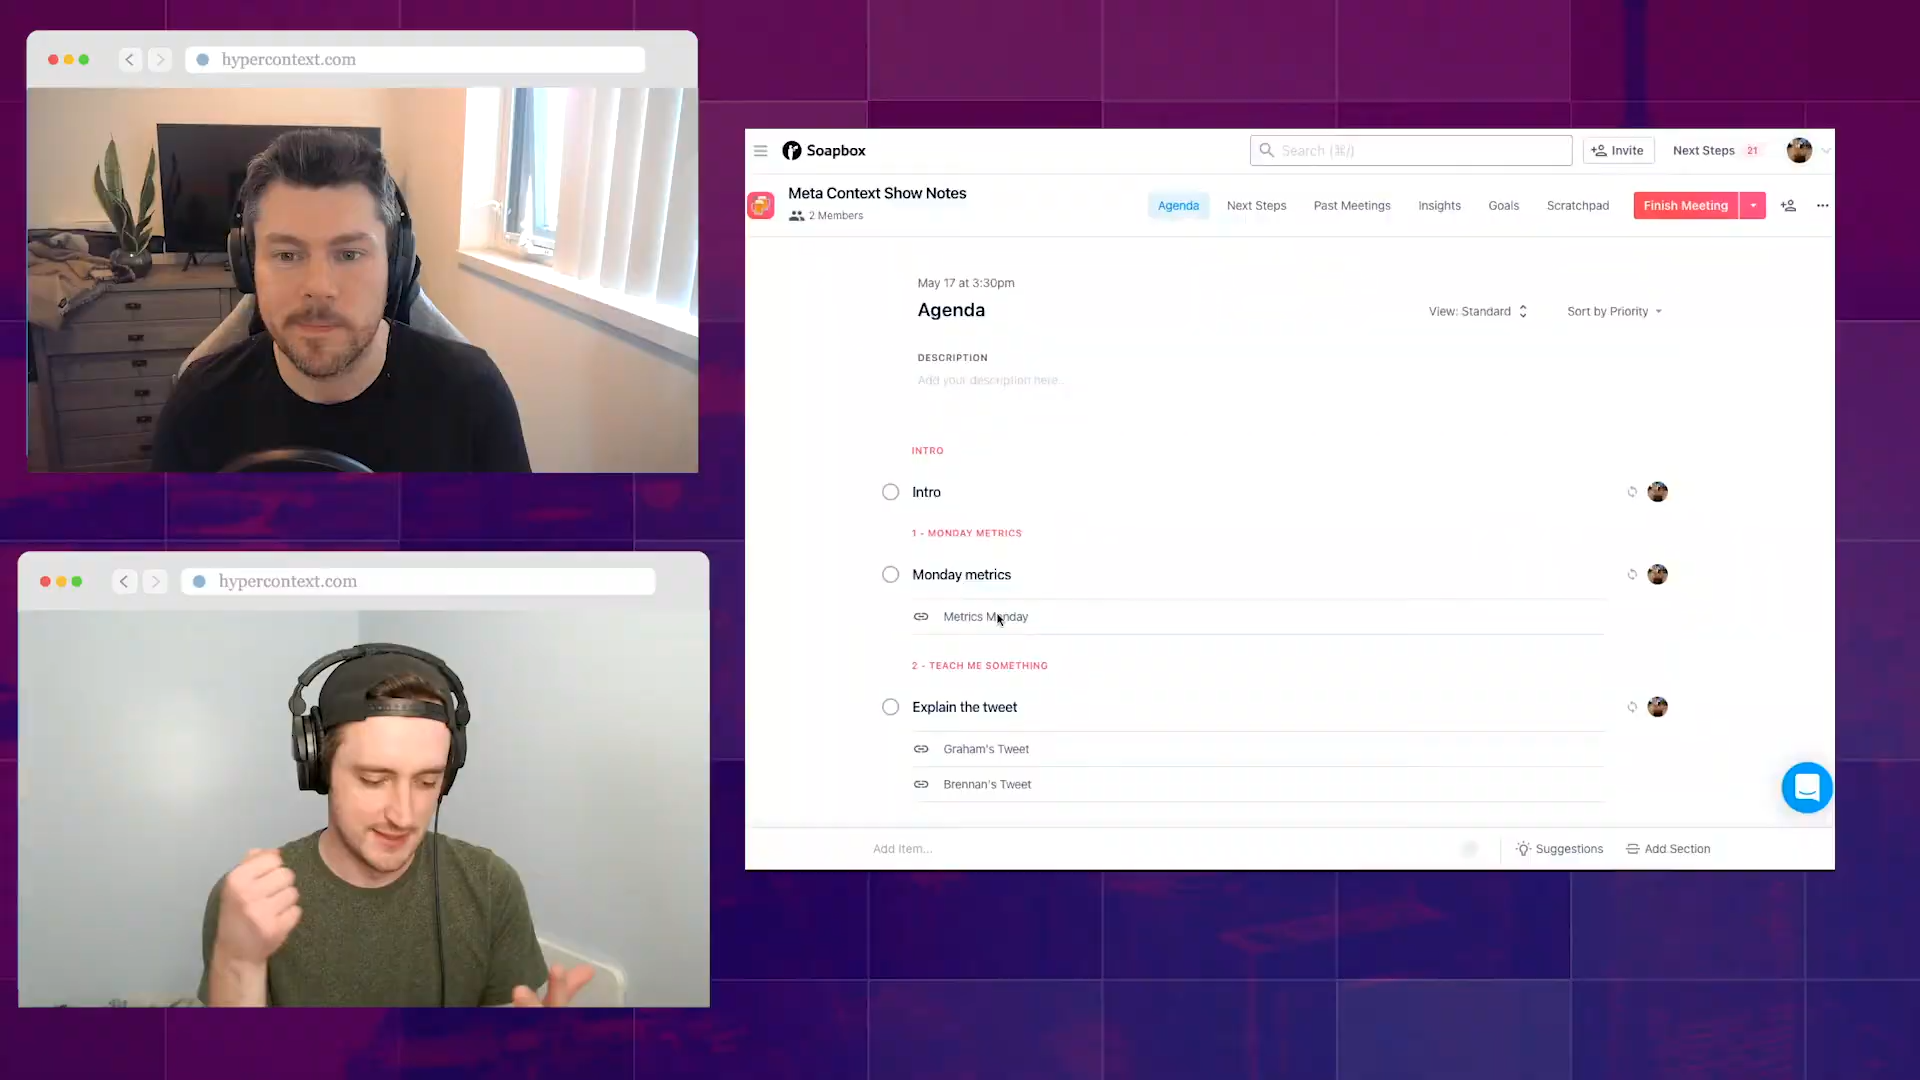 hypercontext.com
hypercontext.com
Soapbox
Search (⌘/)
Invite
Next Steps 21
Meta Context Show Notes
2 Members
Agenda
Next Steps
Past Meetings
Insights
Goals
Scratchpad
Finish Meeting
May 17 at 3:30pm
Agenda
View: Standard
Sort by Priority
DESCRIPTION
Add your description here...
INTRO
Intro
1 - MONDAY METRICS
Monday metrics
Metrics Monday
2 - TEACH ME SOMETHING
Explain the tweet
Graham's Tweet
Brennan's Tweet
Add Item...
Suggestions
Add Section